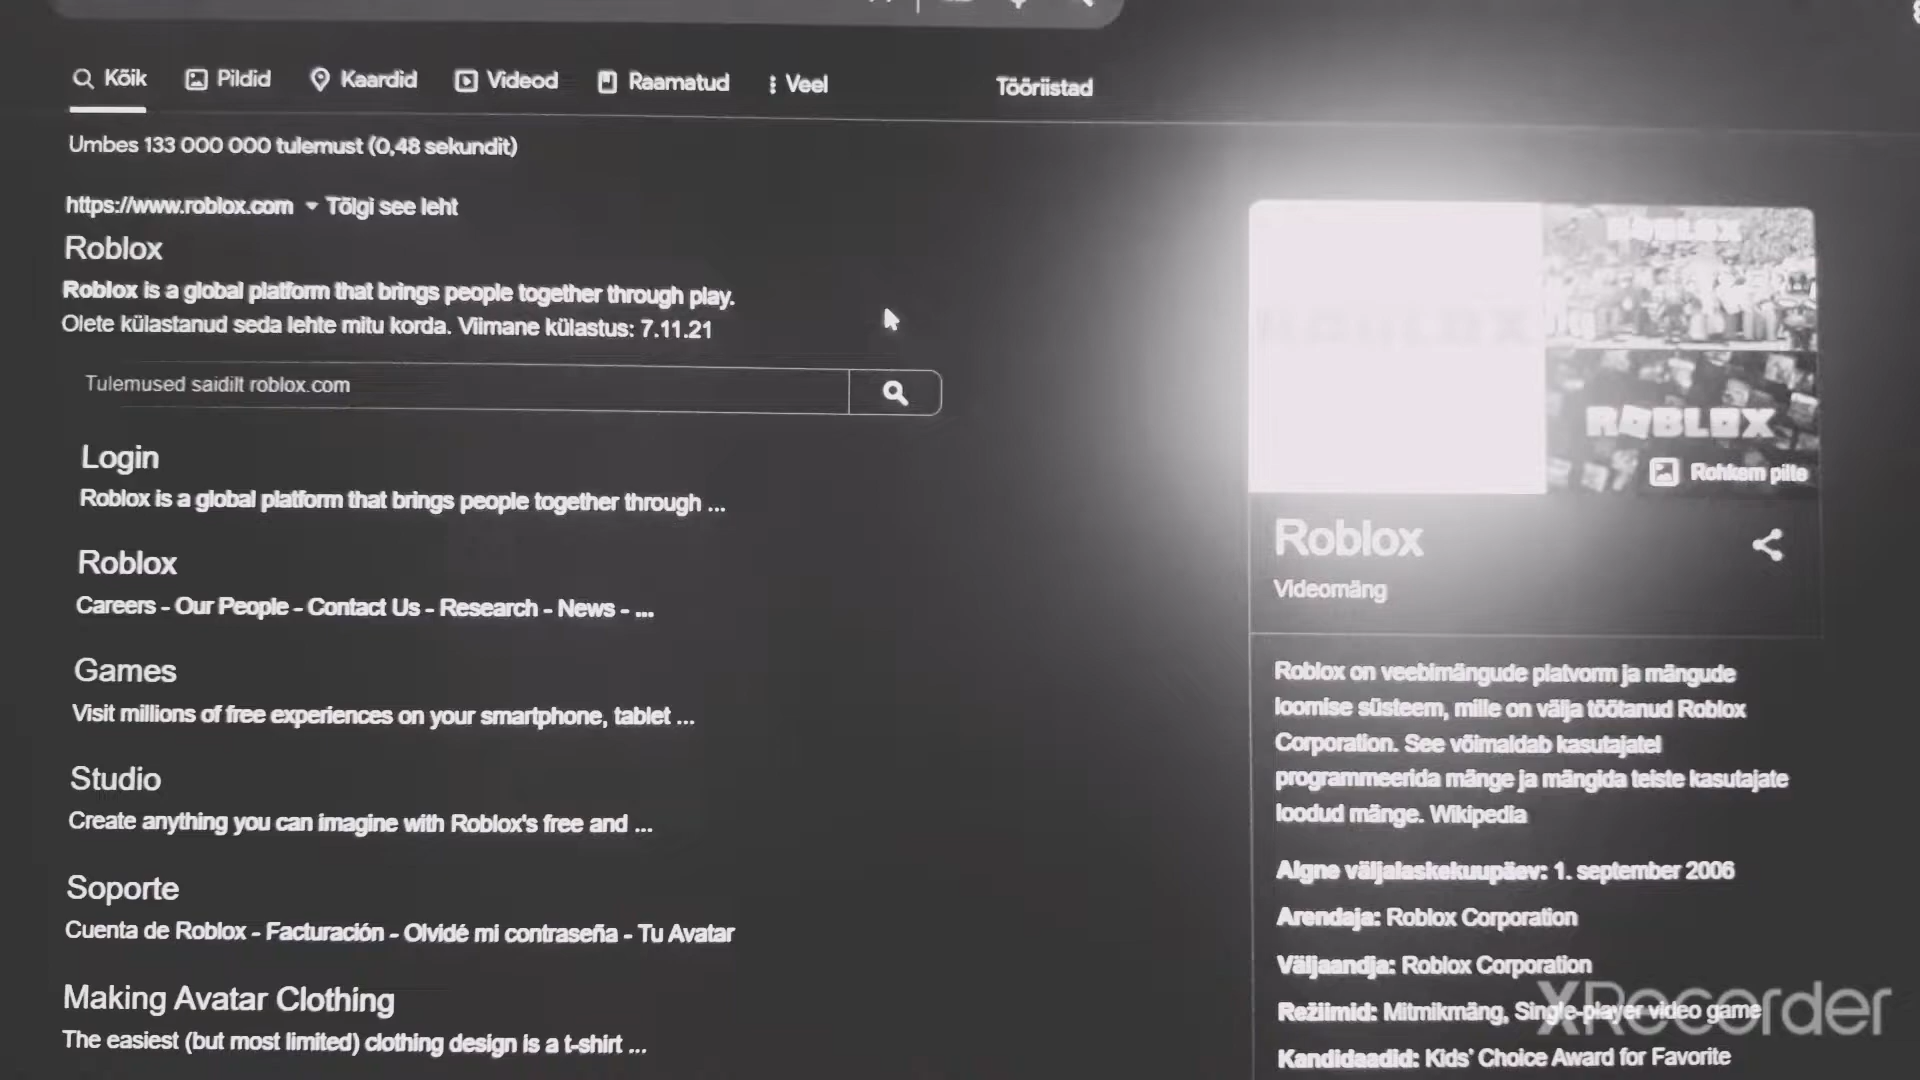 Kõik
Pildid
Kaardid
Videod
Raamatud
Veel
Tööriistad
Umbes 133 000 000 tulemust (0,48 sekundit)
https://www.roblox.com
Tõlgi see leht
Roblox
Roblox is a global platform that brings people together through play.
Olete külastanud seda lehte mitu korda. Viimane külastus: 7.11.21
Tulemused saidilt roblox.com
Login
Roblox is a global platform that brings people together through ...
Roblox
Careers - Our People - Contact Us - Research - News - ...
Games
Visit millions of free experiences on your smartphone, tablet ...
Studio
Create anything you can imagine with Roblox's free and ...
Soporte
Cuenta de Roblox - Facturación - Olvidé mi contraseña - Tu Avatar
Making Avatar Clothing
The easiest (but most limited) clothing design is a t-shirt ...
ROBLOX
ROBLOX
ROBLOX
Rohkem pilte
Roblox
Videomäng
Roblox on veebimängude platvorm ja mängude
loomise süsteem, mille on välja töötanud Roblox
Corporation. See võimaldab kasutajatel
programmeerida mänge ja mängida teiste kasutajate
loodud mänge. Wikipedia
Algne väljalaskekuupäev: 1. september 2006
Arendaja: Roblox Corporation
Väljaandja: Roblox Corporation
Režiimid: Mitmikmäng, Single-player video game
Kandidaadid: Kids' Choice Award for Favorite
XRecorder